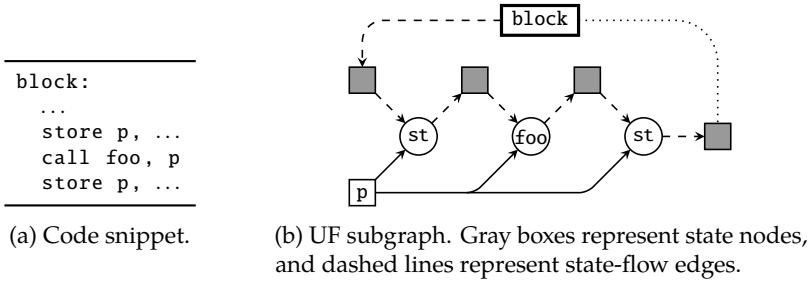 block:
...
store p, ...
call foo, p
store p, ...
(a) Code snippet.
block
st
foo
st
p
(b) UF subgraph. Gray boxes represent state nodes,
and dashed lines represent state-flow edges.